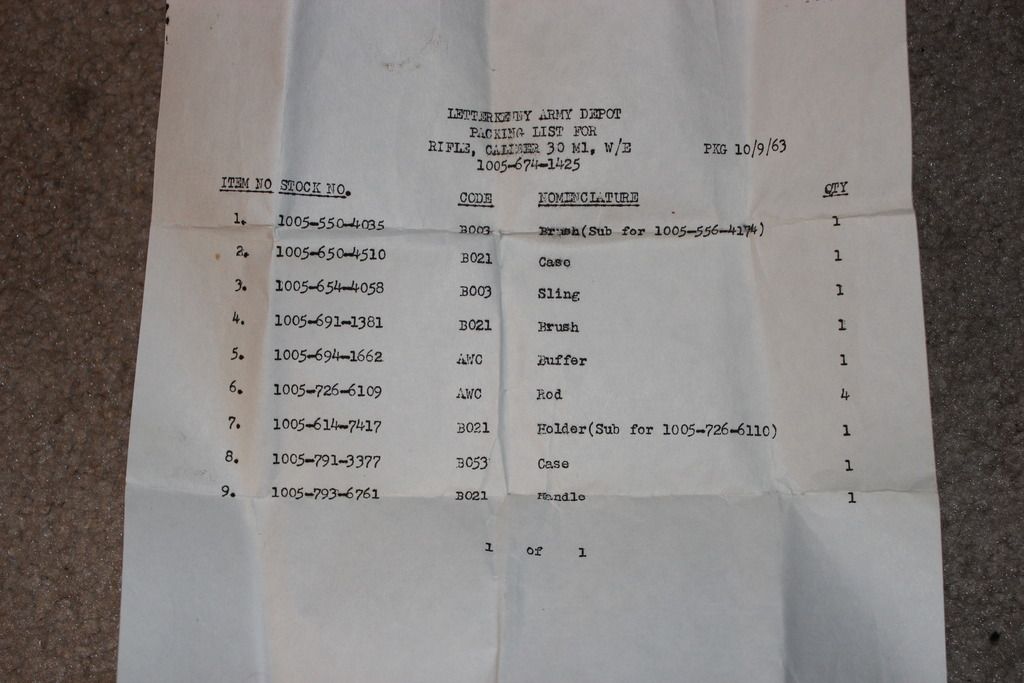 LETTERKENNY ARMY DEPOT
PACKING LIST FOR
RIFLE, CALIBER 30 M1, W/E PKG 10/9/63
1005-674-1425
ITEM NO STOCK NO. CODE NOMENCLATURE QTY
1. 1005-550-4035 B003 Brush(Sub for 1005-556-4174) 1
2. 1005-650-4510 B021 Case 1
3. 1005-654-4058 B003 Sling 1
4. 1005-691-1381 B021 Brush 1
5. 1005-694-1662 AWC Buffer 1
6. 1005-726-6109 AWC Rod 4
7. 1005-614-7417 B021 Holder(Sub for 1005-726-6110) 1
8. 1005-791-3377 B053 Case 1
9. 1005-793-6761 B021 Handle 1
1 of 1